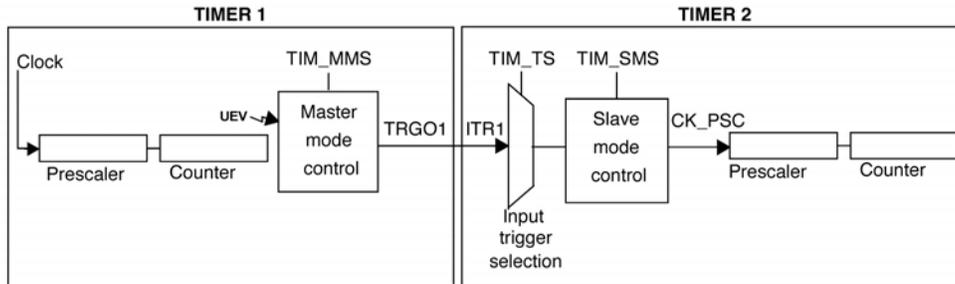 TIMER 1
TIMER 2
Clock
TIM_MMS
TIM_TS
TIM_SMS
UEV
Master
mode
control
TRGO1
ITR1
Slave
mode
control
CK_PSC
Prescaler
Counter
Prescaler
Counter
Input
trigger
selection